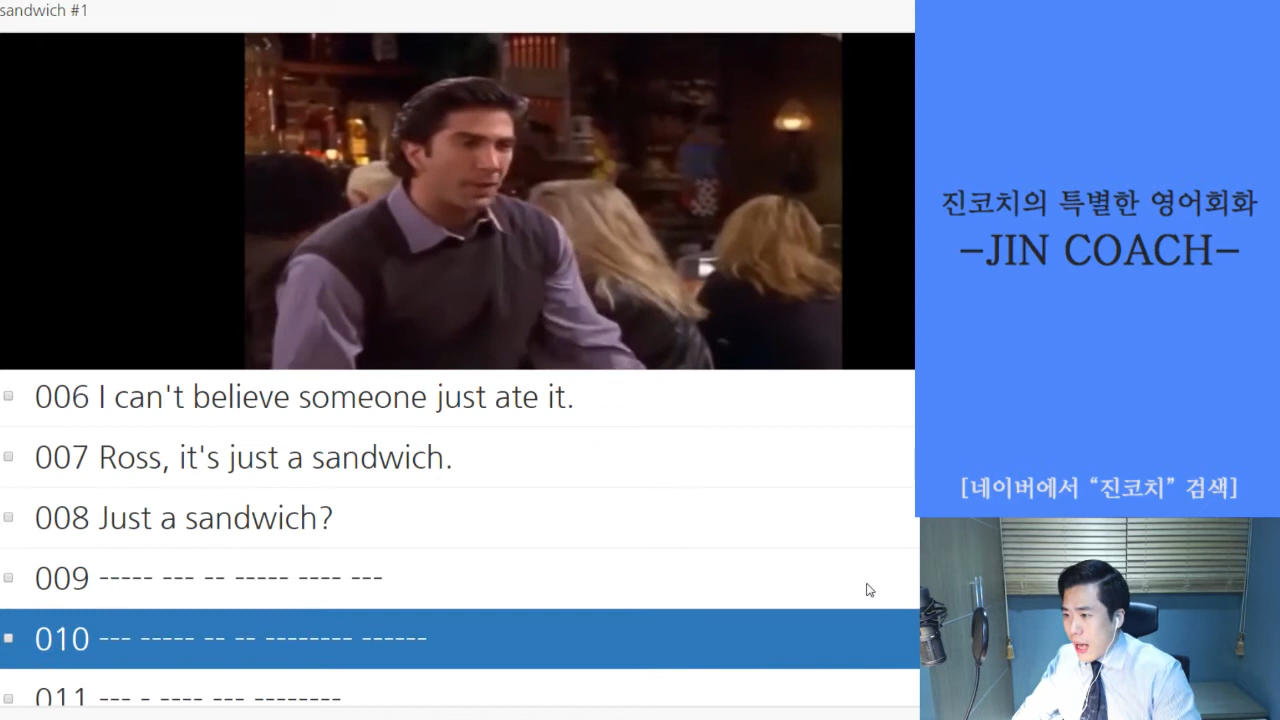 sandwich #1
006 I can't believe someone just ate it.
007 Ross, it's just a sandwich.
008 Just a sandwich?
009 ----- --- -- ----- ---- ---
010 --- ----- -- -- -------- ------
011 --- - ---- --- --------
진코치의 특별한 영어회화
–JIN COACH–
[네이버에서 “진코치” 검색]